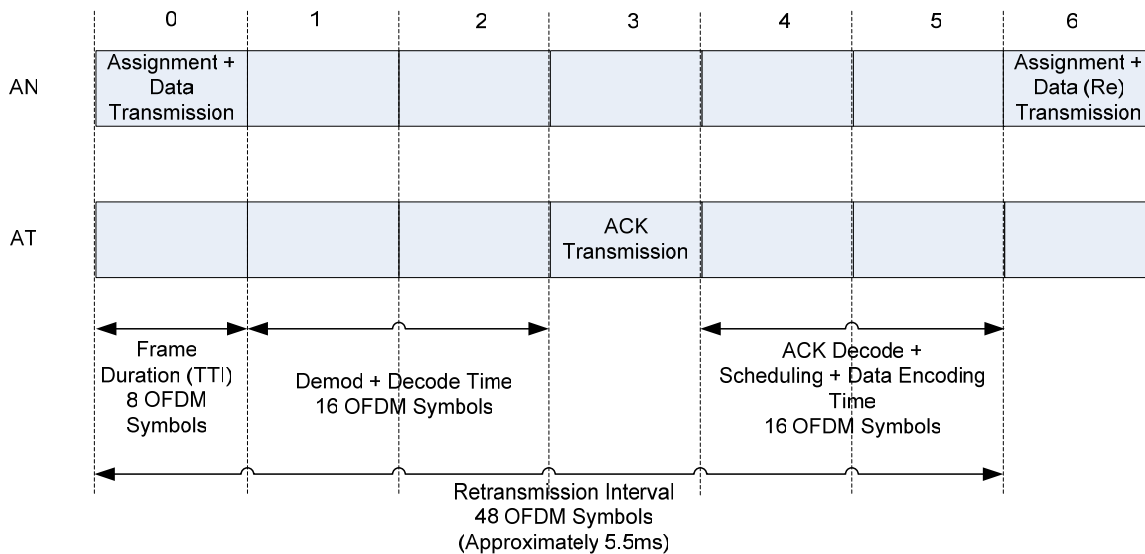 0 1 2 3 4 5 6
AN
Assignment +
Data
Transmission
Assignment +
Data (Re)
Transmission
AT
ACK
Transmission
Frame
Duration (TTI)
8 OFDM
Symbols
Demod + Decode Time
16 OFDM Symbols
ACK Decode +
Scheduling + Data Encoding
Time
16 OFDM Symbols
Retransmission Interval
48 OFDM Symbols
(Approximately 5.5ms)